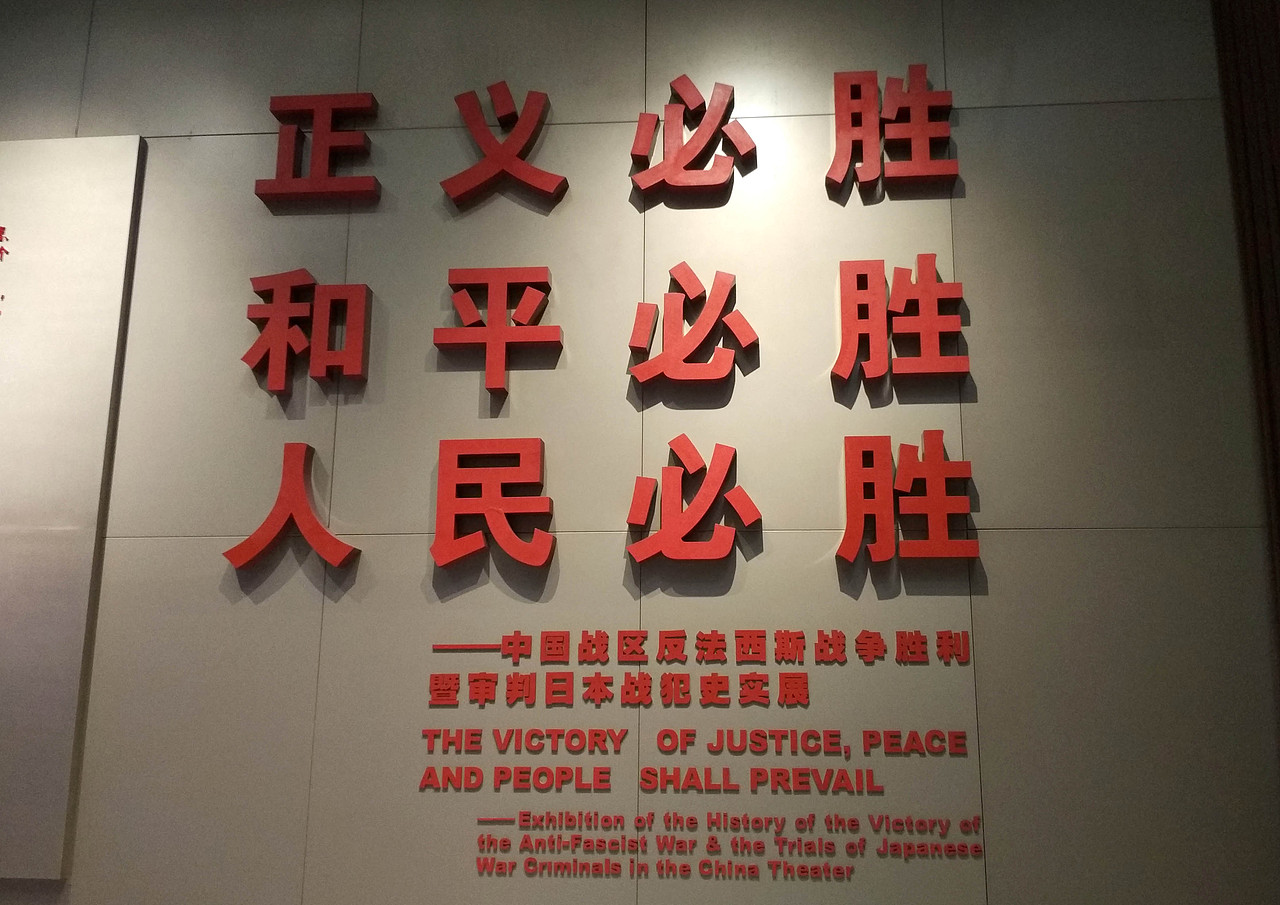 正义必胜
和平必胜
人民必胜
——中国战区反法西斯战争胜利
暨审判日本战犯史实展
THE VICTORY OF JUSTICE, PEACE
AND PEOPLE SHALL PREVAIL
——Exhibition of the History of the Victory of
the Anti-Fascist War & the Trials of Japanese
War Criminals in the China Theater